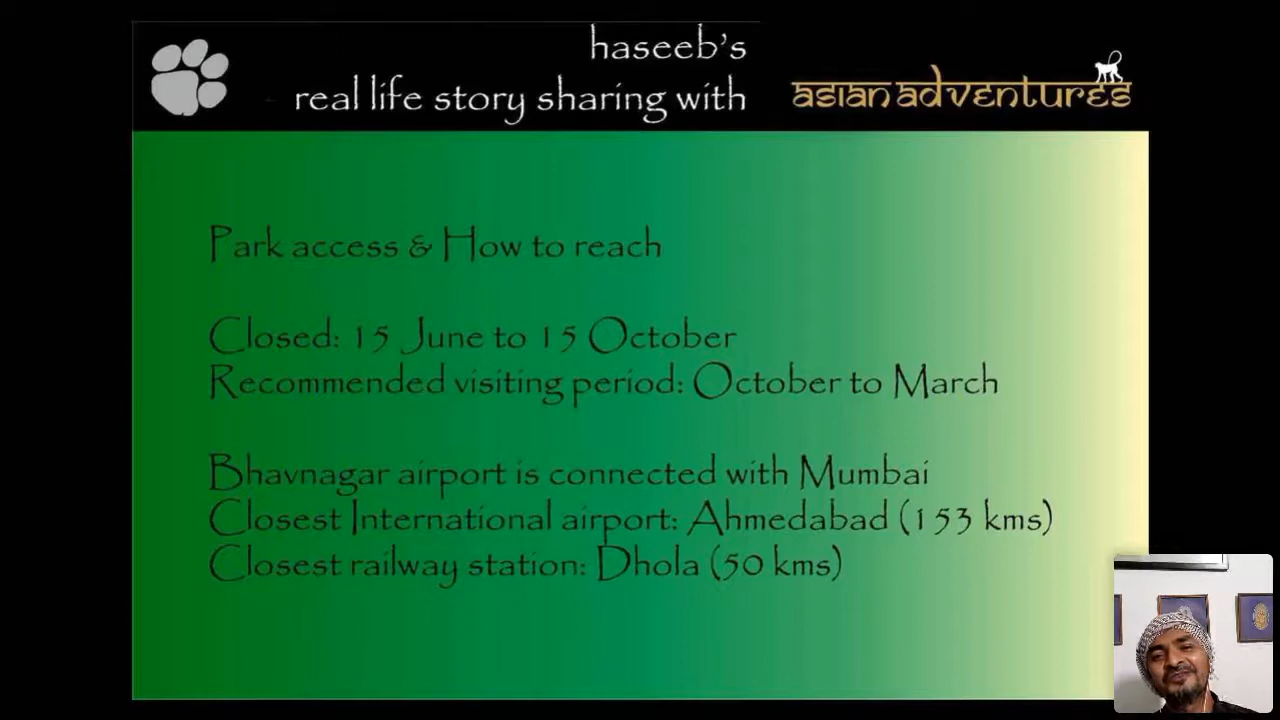 haseeb's
real life story sharing with
asian adventures
Park access & How to reach
Closed: 15 June to 15 October
Recommended visiting period: October to March
Bhavnagar airport is connected with Mumbai
Closest International airport: Ahmedabad (153 kms)
Closest railway station: Dhola (50 kms)